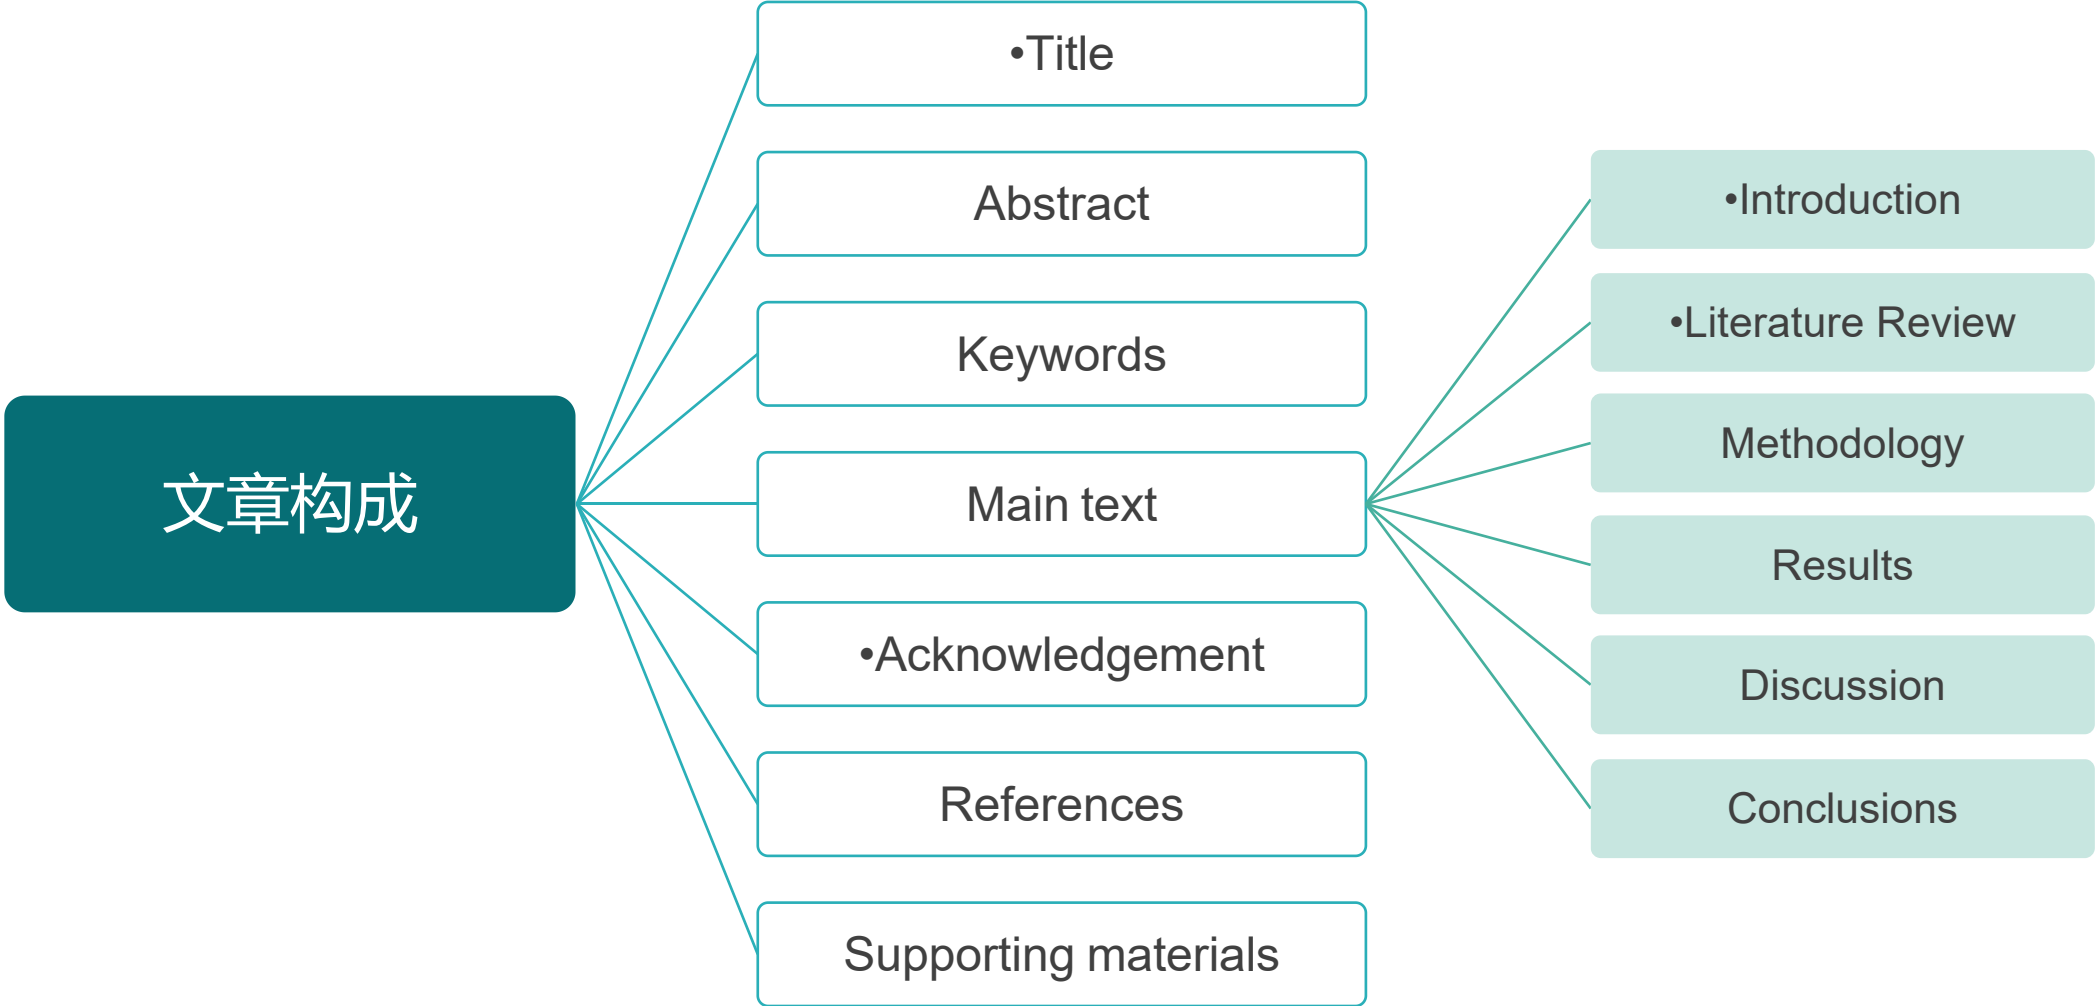 文章构成
•Title
Abstract
Keywords
Main text
•Acknowledgement
References
Supporting materials
•Introduction
•Literature Review
Methodology
Results
Discussion
Conclusions